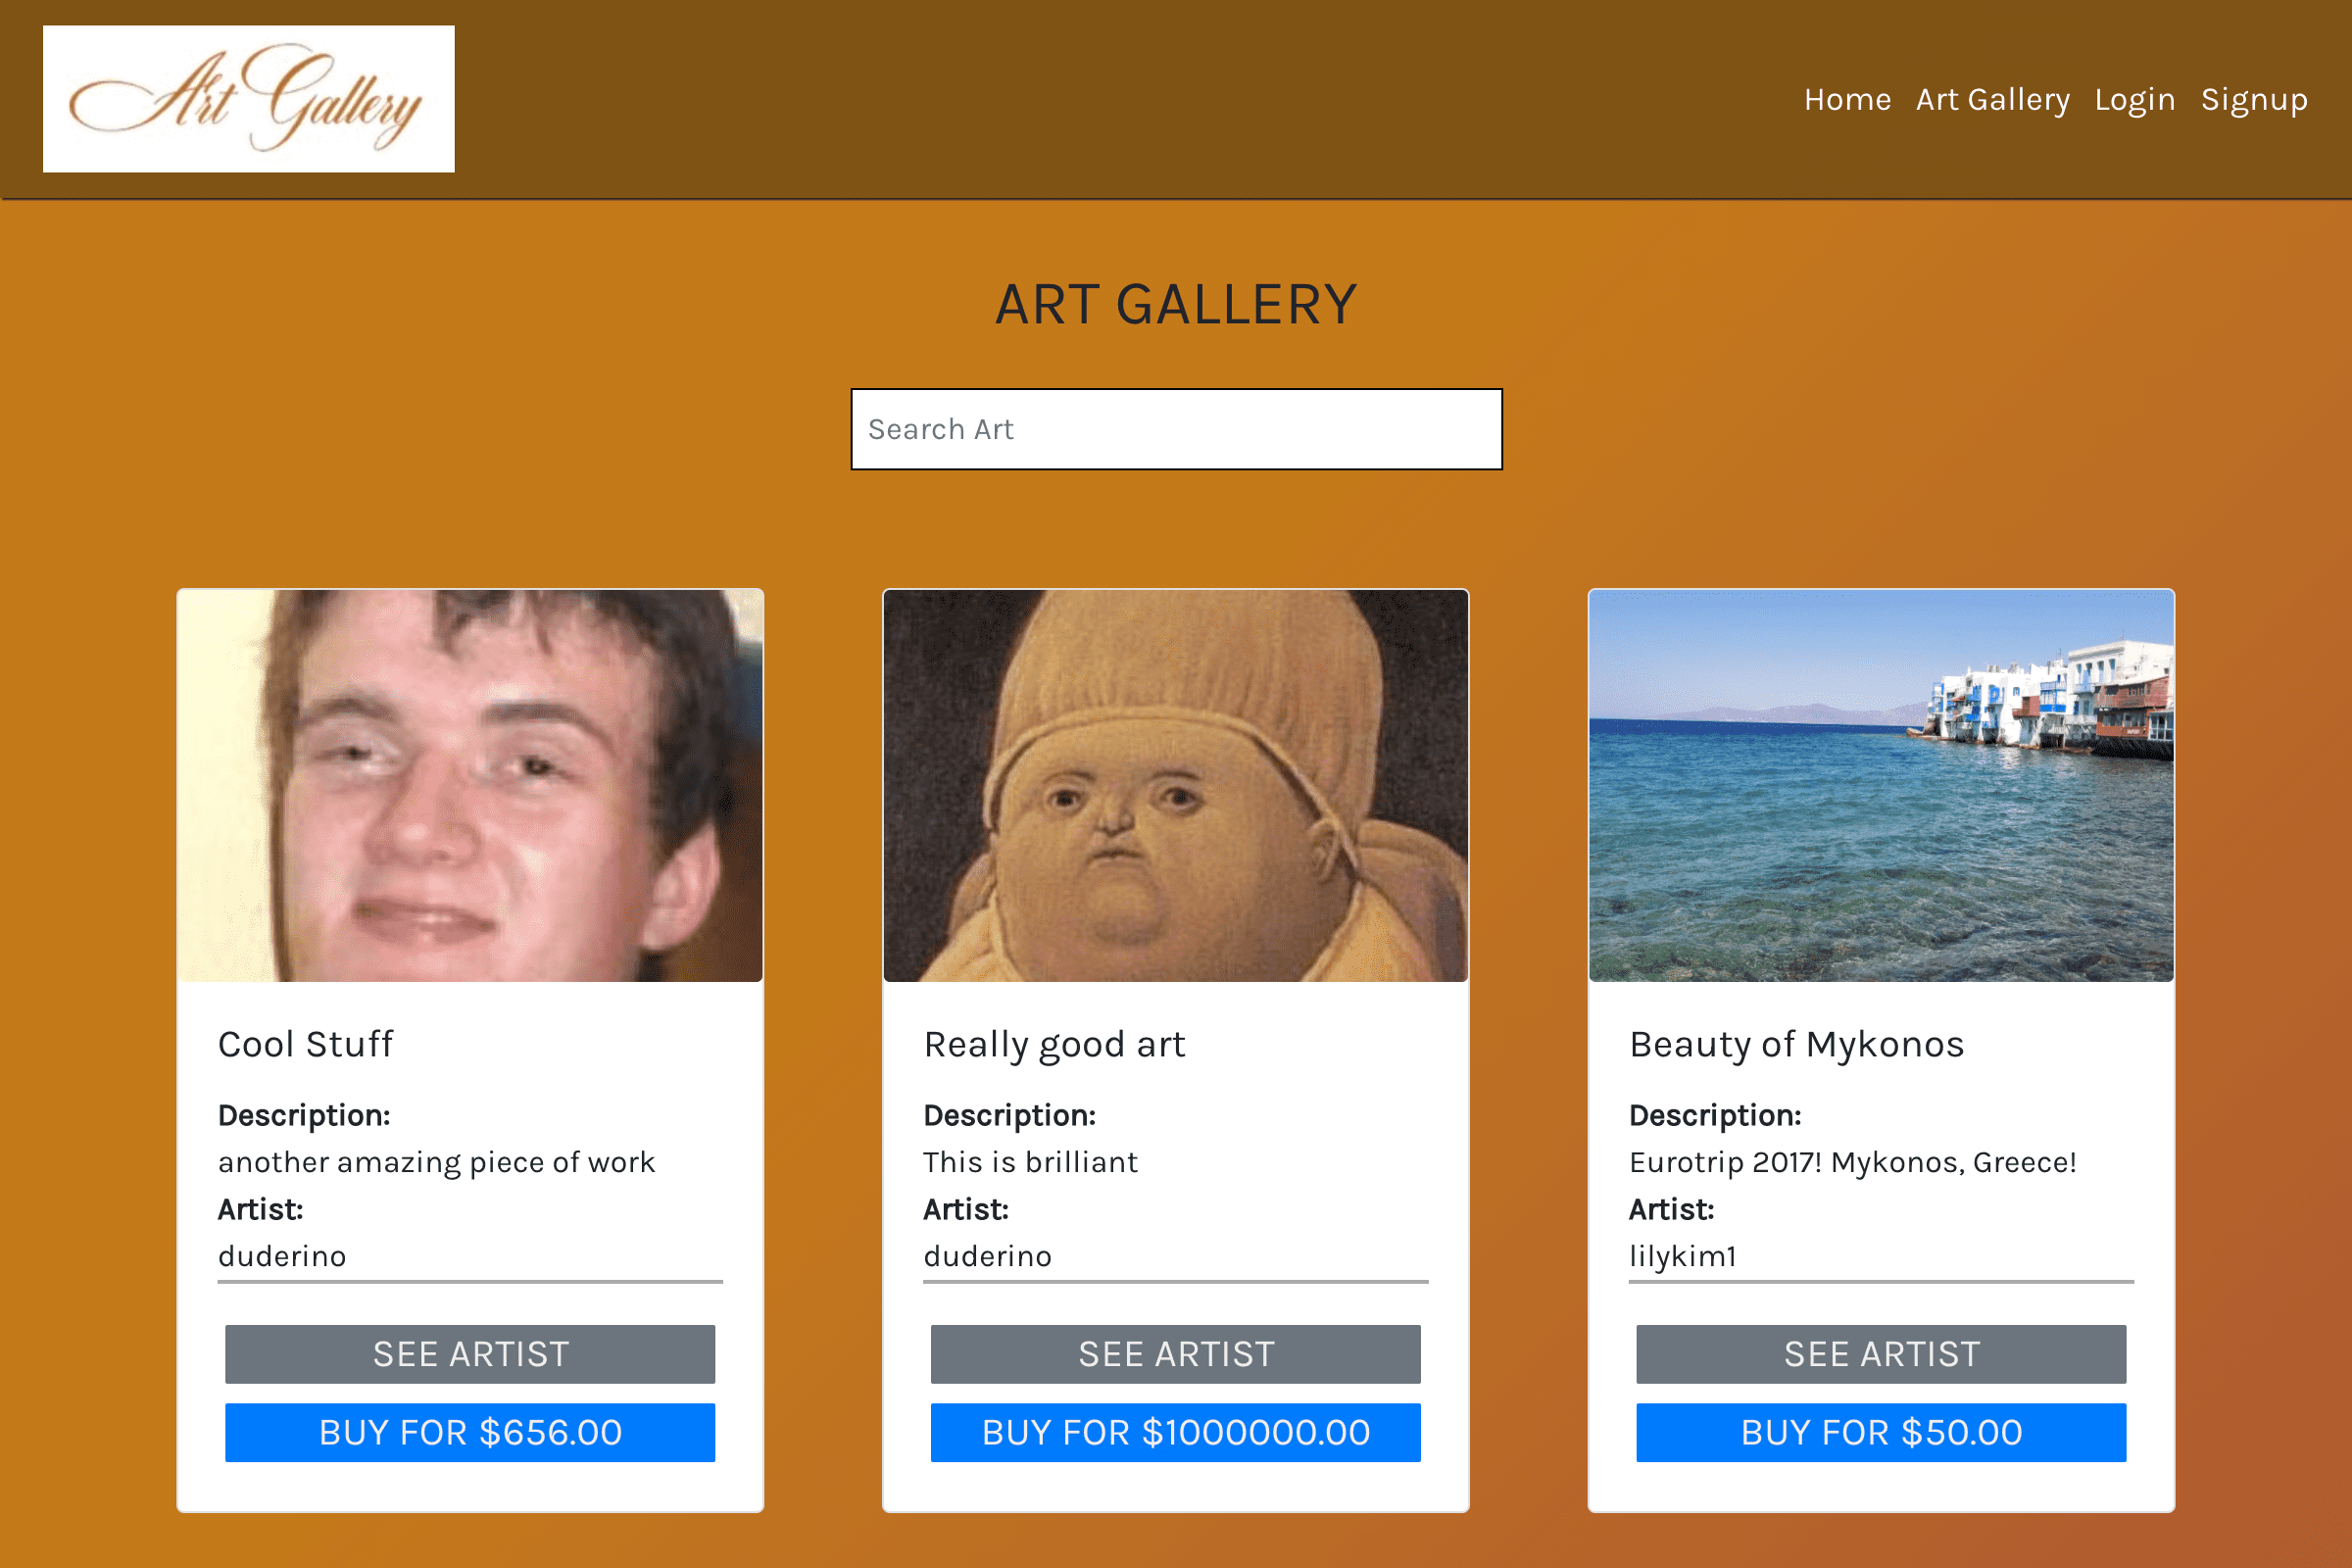 Art Gallery
Home Art Gallery Login Signup
ART GALLERY
Search Art
Cool Stuff
Description:
another amazing piece of work
Artist:
duderino
SEE ARTIST
BUY FOR $656.00
Really good art
Description:
This is brilliant
Artist:
duderino
SEE ARTIST
BUY FOR $1000000.00
Beauty of Mykonos
Description:
Eurotrip 2017! Mykonos, Greece!
Artist:
lilykim1
SEE ARTIST
BUY FOR $50.00